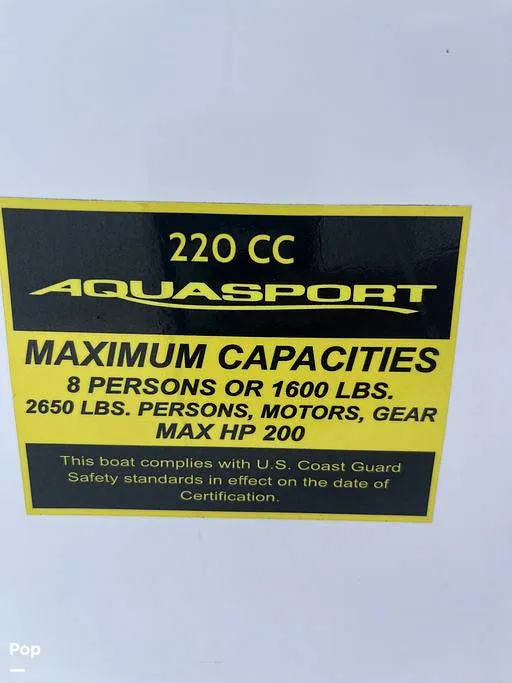 220 CC
AQUASPORT
MAXIMUM CAPACITIES
8 PERSONS OR 1600 LBS.
2650 LBS. PERSONS, MOTORS, GEAR
MAX HP 200
This boat complies with U.S. Coast Guard
Safety standards in effect on the date of
Certification.
Pop